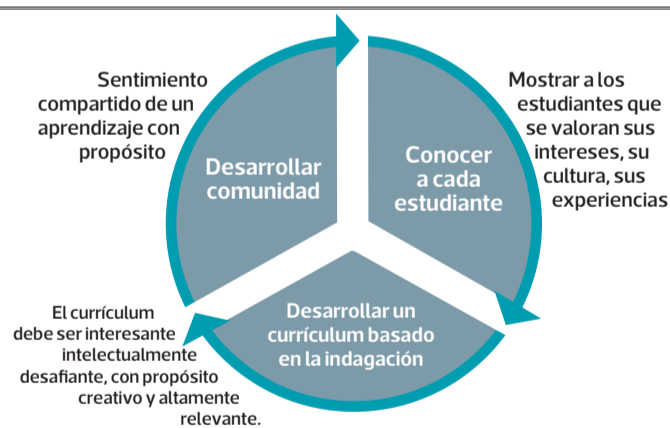 Sentimiento
compartido de un
aprendizaje con
propósito
Desarrollar
comunidad
Conocer
a cada
estudiante
Mostrar a los
estudiantes que
se valoran sus
intereses, su
cultura, sus
experiencias
El currículum
debe ser interesante
intelectualmente
desafiante, con propósito
creativo y altamente
relevante.
Desarrollar un
currículum basado
en la indagación